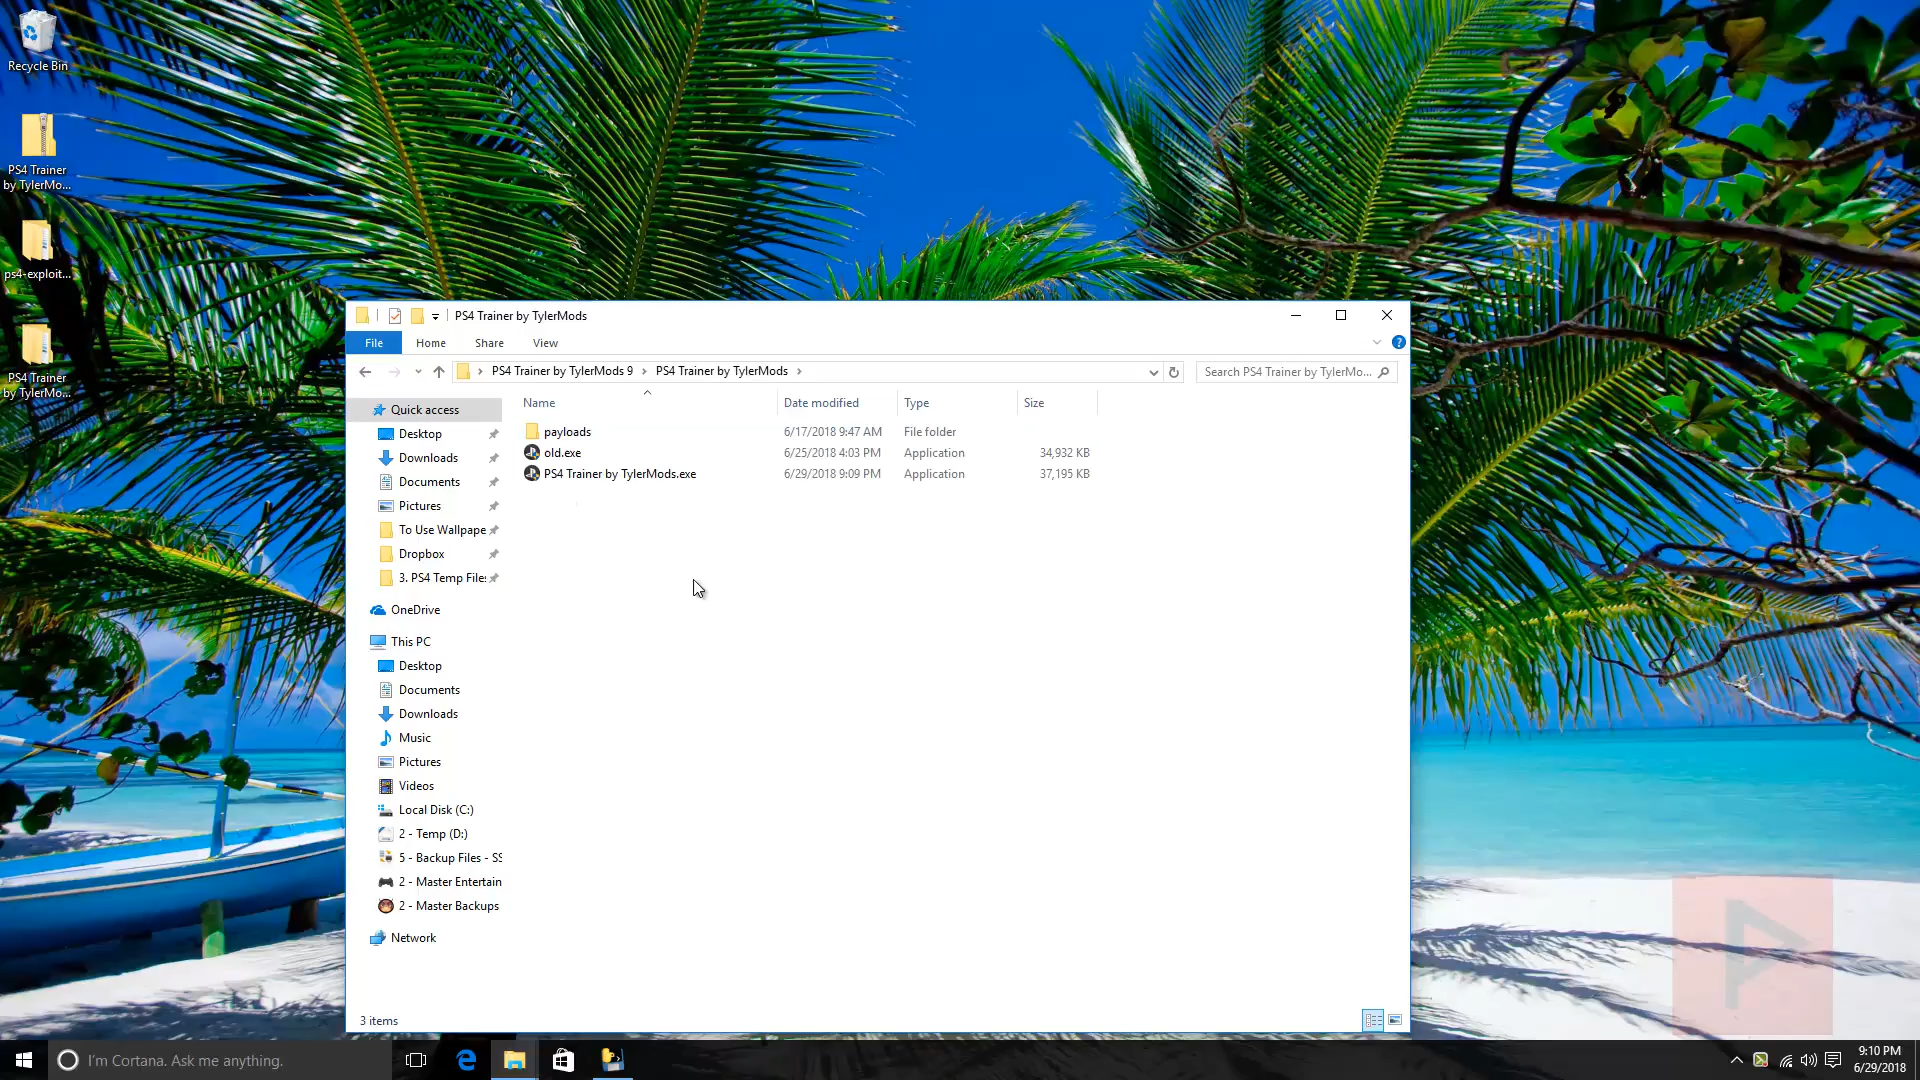 Recycle Bin
PS4 Trainer
by TylerMo...
ps4-exploit...
PS4 Trainer
by TylerMo...
PS4 Trainer by TylerMods
File Home Share View
PS4 Trainer by TylerMods 9 PS4 Trainer by TylerMods
Search PS4 Trainer by TylerMo...
Name Date modified Type Size
payloads 6/17/2018 9:47 AM File folder
old.exe 6/25/2018 4:03 PM Application 34,932 KB
PS4 Trainer by TylerMods.exe 6/29/2018 9:09 PM Application 37,195 KB
Quick access
Desktop
Downloads
Documents
Pictures
To Use Wallpape
Dropbox
3. PS4 Temp Files
OneDrive
This PC
Desktop
Documents
Downloads
Music
Pictures
Videos
Local Disk (C:)
2 - Temp (D:)
5 - Backup Files - SS
2 - Master Entertain
2 - Master Backups
Network
3 items
I'm Cortana. Ask me anything.
9:10 PM
6/29/2018